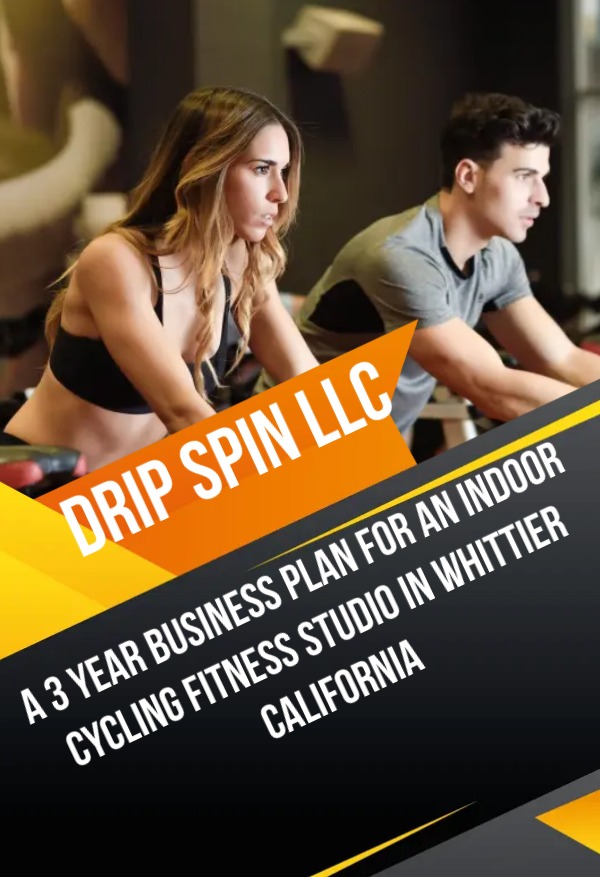 DRIP SPIN LLC
A 3 YEAR BUSINESS PLAN FOR AN INDOOR
CYCLING FITNESS STUDIO IN WHITTIER
CALIFORNIA